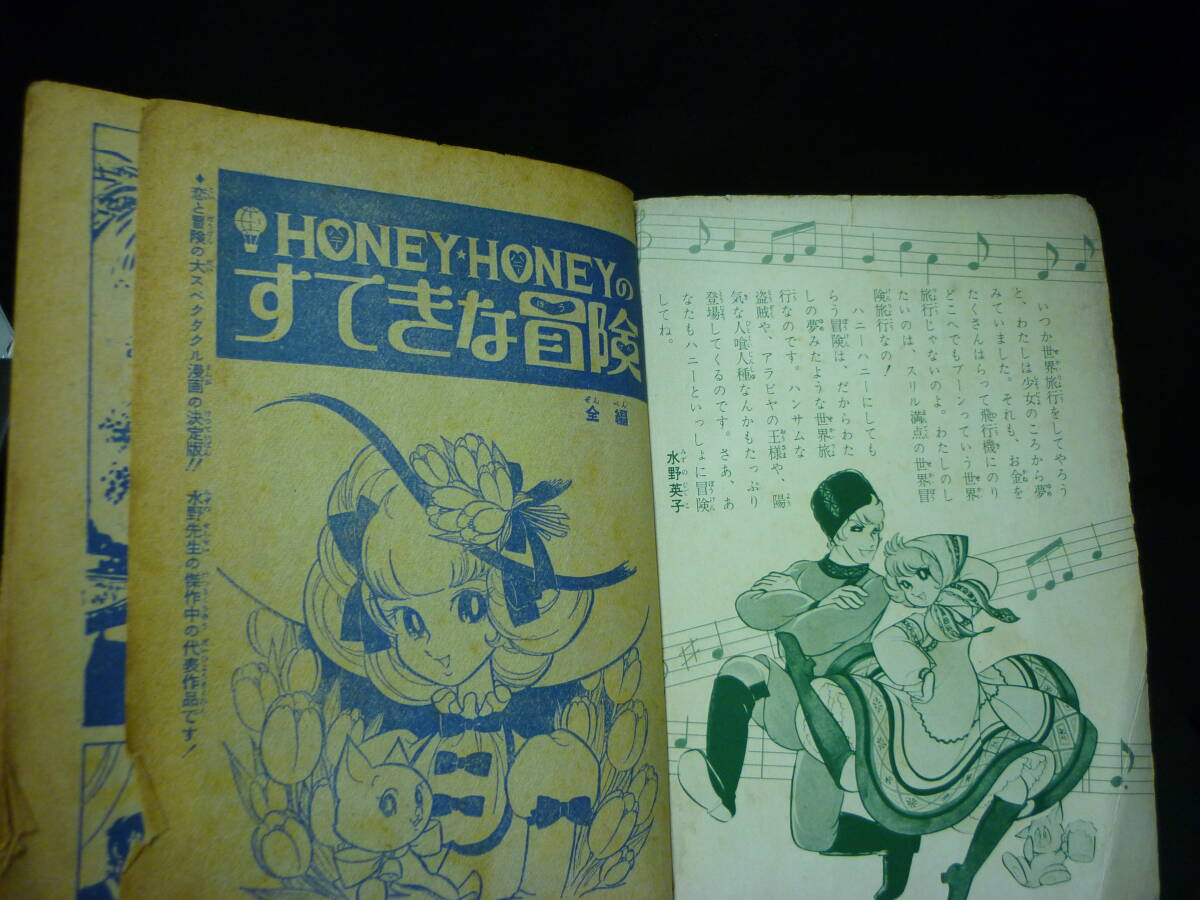 いつか世界旅行をしてやろう
と、わたしは少女のころから夢
みていました。それも、お金を
たくさんはらって飛行機にのり
どこへでもブーンっていう世界
旅行じゃないのよ。わたしのし
たいのは、スリル満点の世界冒
険旅行なの！
ハニーハニーにしても
らう冒険は、だからわた
しの夢みたような世界旅
行なのです。ハンサムな
盗賊や、アラビヤの王様や、陽
気な人喰人種なんかもたっぷり
登場してくるのです。さあ、あ
なたもハニーといっしょに冒険
してね。
水野英子
HONEY★HONEYの
すてきな冒険
全編
♦恋と冒険の大スペクタクル漫画の決定版!! 水野先生の傑作中の代表作品です！